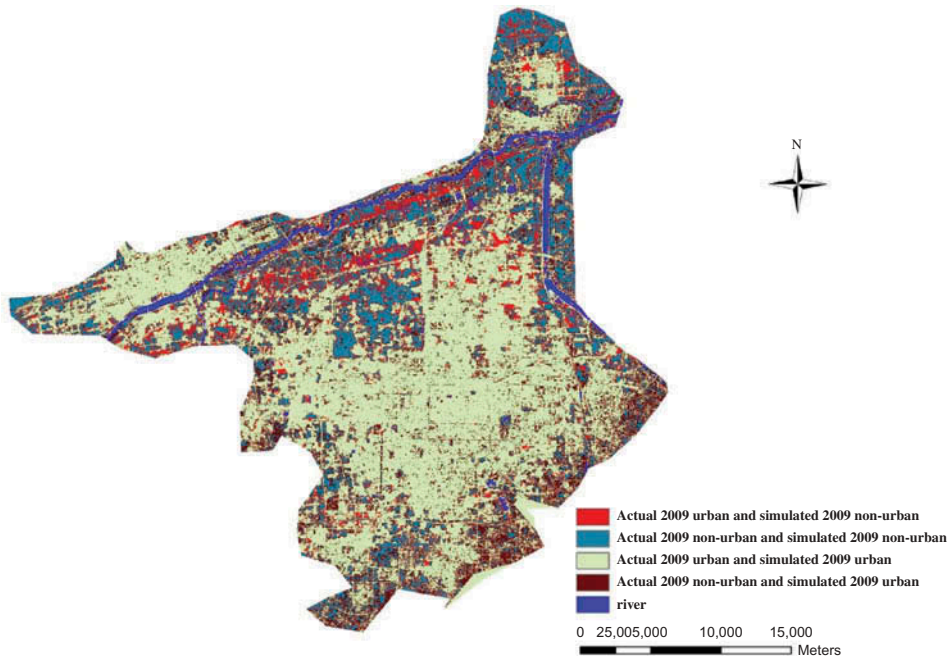 N
Actual 2009 urban and simulated 2009 non-urban
Actual 2009 non-urban and simulated 2009 non-urban
Actual 2009 urban and simulated 2009 urban
Actual 2009 non-urban and simulated 2009 urban
river
0 25,005,000 10,000 15,000
Meters